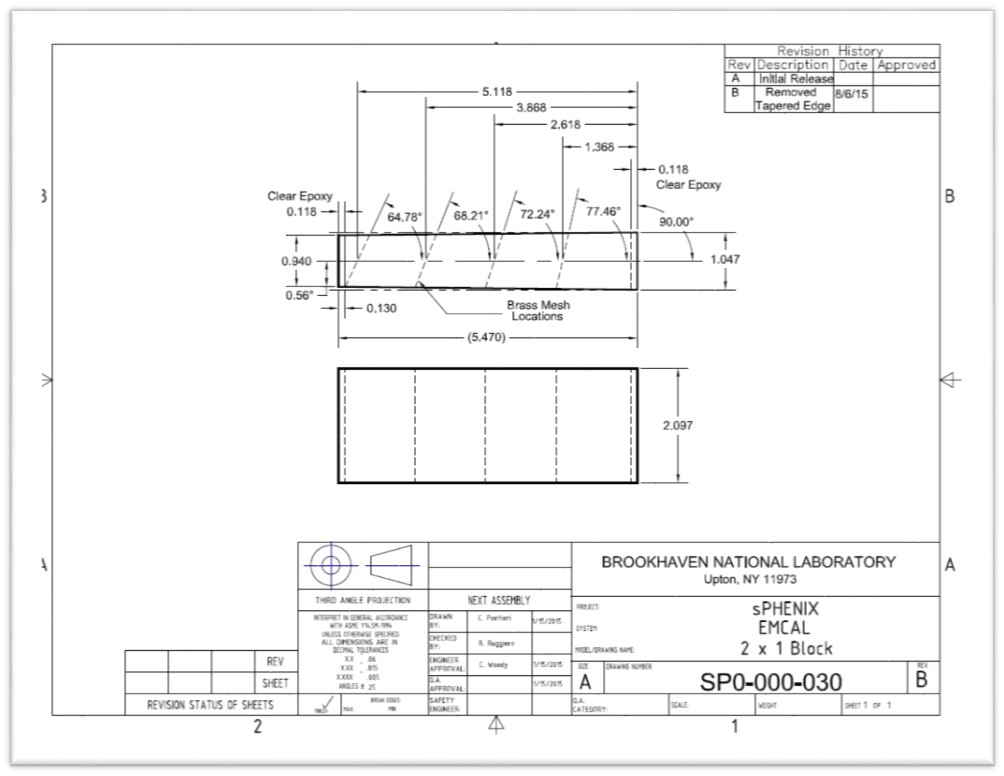 Revision History
Rev Description Date Approved
A Initial Release
B Removed 8/6/15
Tapered Edge
5.118
3.868
2.618
1.368
0.118
Clear Epoxy
B
Clear Epoxy
0.118
64.78°
68.21°
72.24°
77.46°
90.00°
0.940
1.047
0.56°
0.130
Brass Mesh
Locations
(5.470)
2.097
A
BROOKHAVEN NATIONAL LABORATORY
Upton, NY 11973
THIRD ANGLE PROJECTION
NEXT ASSEMBLY
INTERPRET IN GENERAL ACCORDANCE
WITH ASME Y14.5M-1994
UNLESS OTHERWISE SPECIFIED
ALL DIMENSIONS ARE IN
DECIMAL TOLERANCES
X.X .06
X.XX .015
X.XXX .005
ANGLES ± .25
DRAWN BY: C. Pontieri 1/15/2015
CHECKED BY: R. Ruggiero
ENGINEER APPROVAL: C. Woody 1/15/2015
Q.A. APPROVAL: 1/15/2015
SAFETY ENGINEER:
PROJECT: sPHENIX
SYSTEM: EMCAL
MODEL/DRAWING NAME: 2 x 1 Block
SIZE A
DRAWING NUMBER: SP0-000-030
REV B
REV
SHEET
REVISION STATUS OF SHEETS
FINISH
BREAK EDGES
MAX. MIN.
Q.A. CATEGORY:
SCALE:
WEIGHT:
SHEET 1 OF 1
2
1